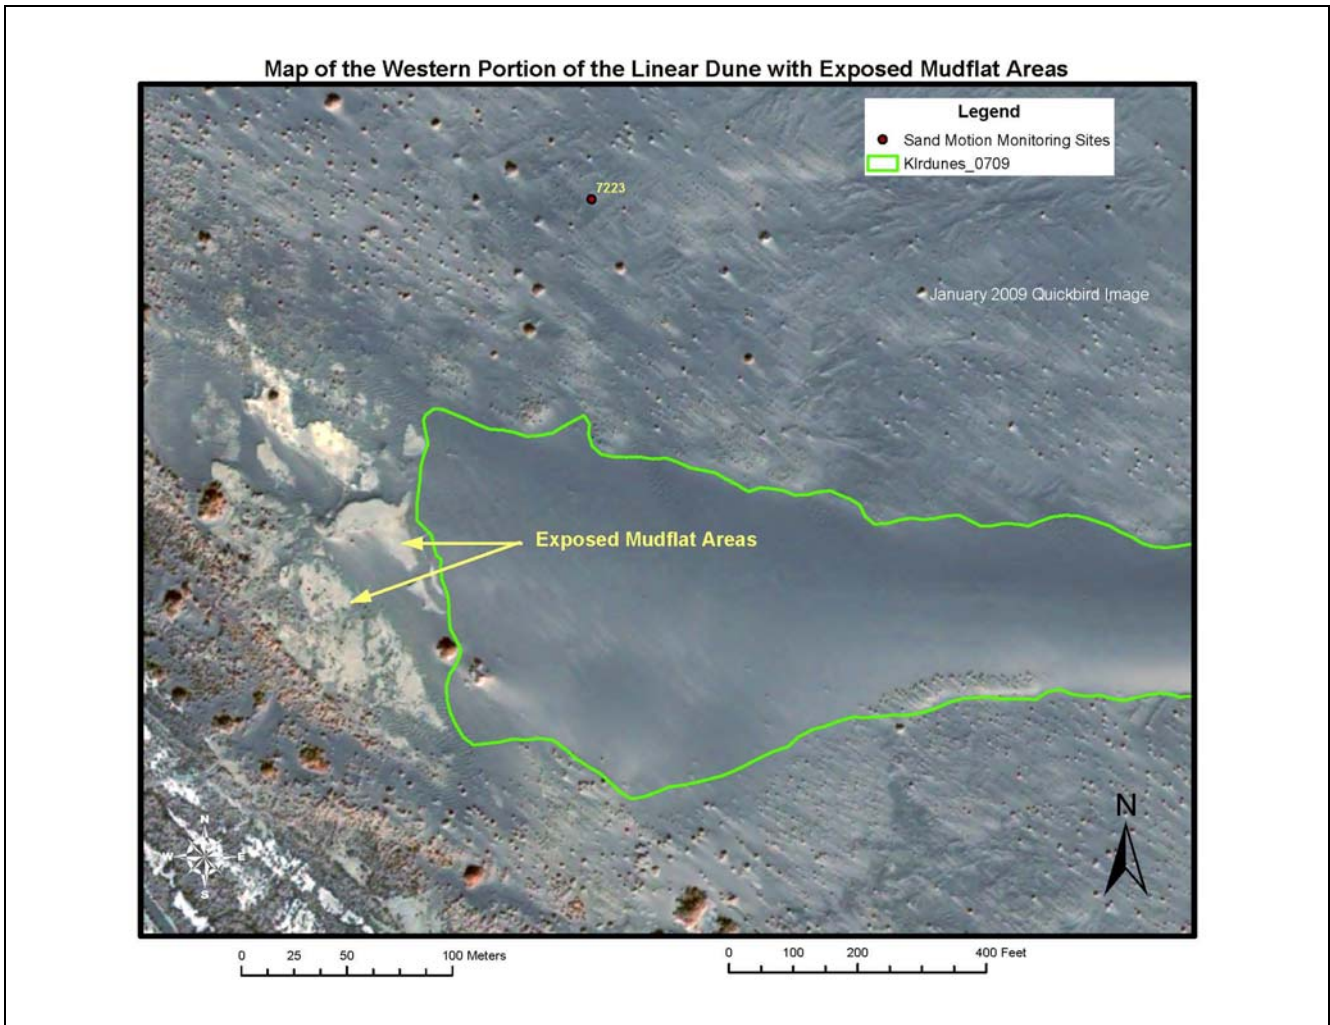 Map of the Western Portion of the Linear Dune with Exposed Mudflat Areas
Legend
Sand Motion Monitoring Sites
Klrdunes_0709
7223
January 2009 Quickbird Image
Exposed Mudflat Areas
N
N
W E
S
0 25 50 100 Meters
0 100 200 400 Feet